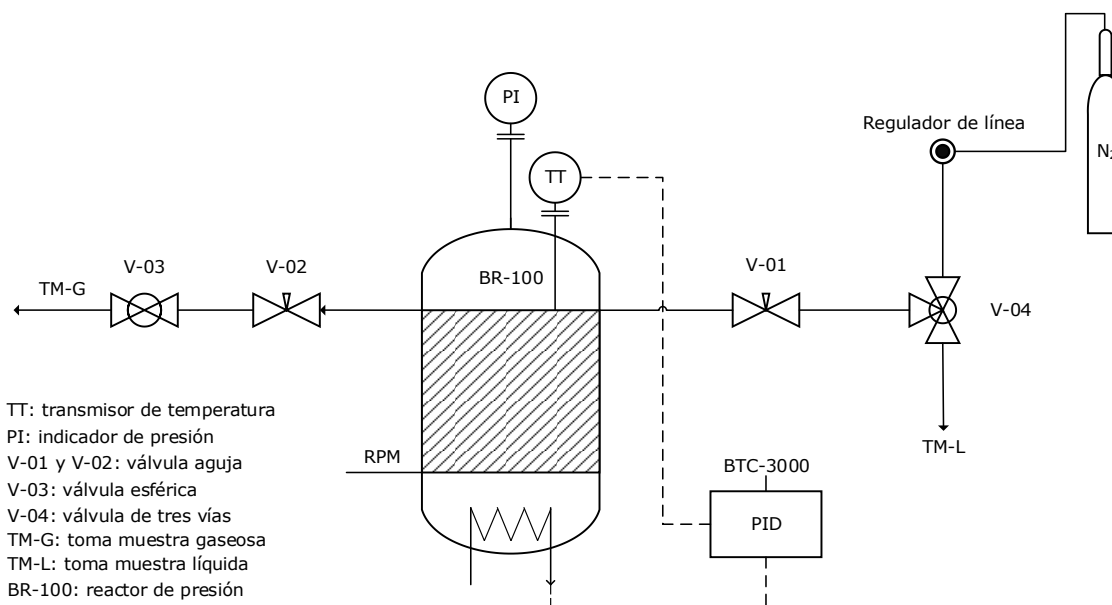 PI
Regulador de línea
N₂
TT
V-03
V-02
BR-100
V-01
TM-G
V-04
TT: transmisor de temperatura
PI: indicador de presión
V-01 y V-02: válvula aguja
V-03: válvula esférica
V-04: válvula de tres vías
TM-G: toma muestra gaseosa
TM-L: toma muestra líquida
BR-100: reactor de presión
RPM
TM-L
BTC-3000
PID